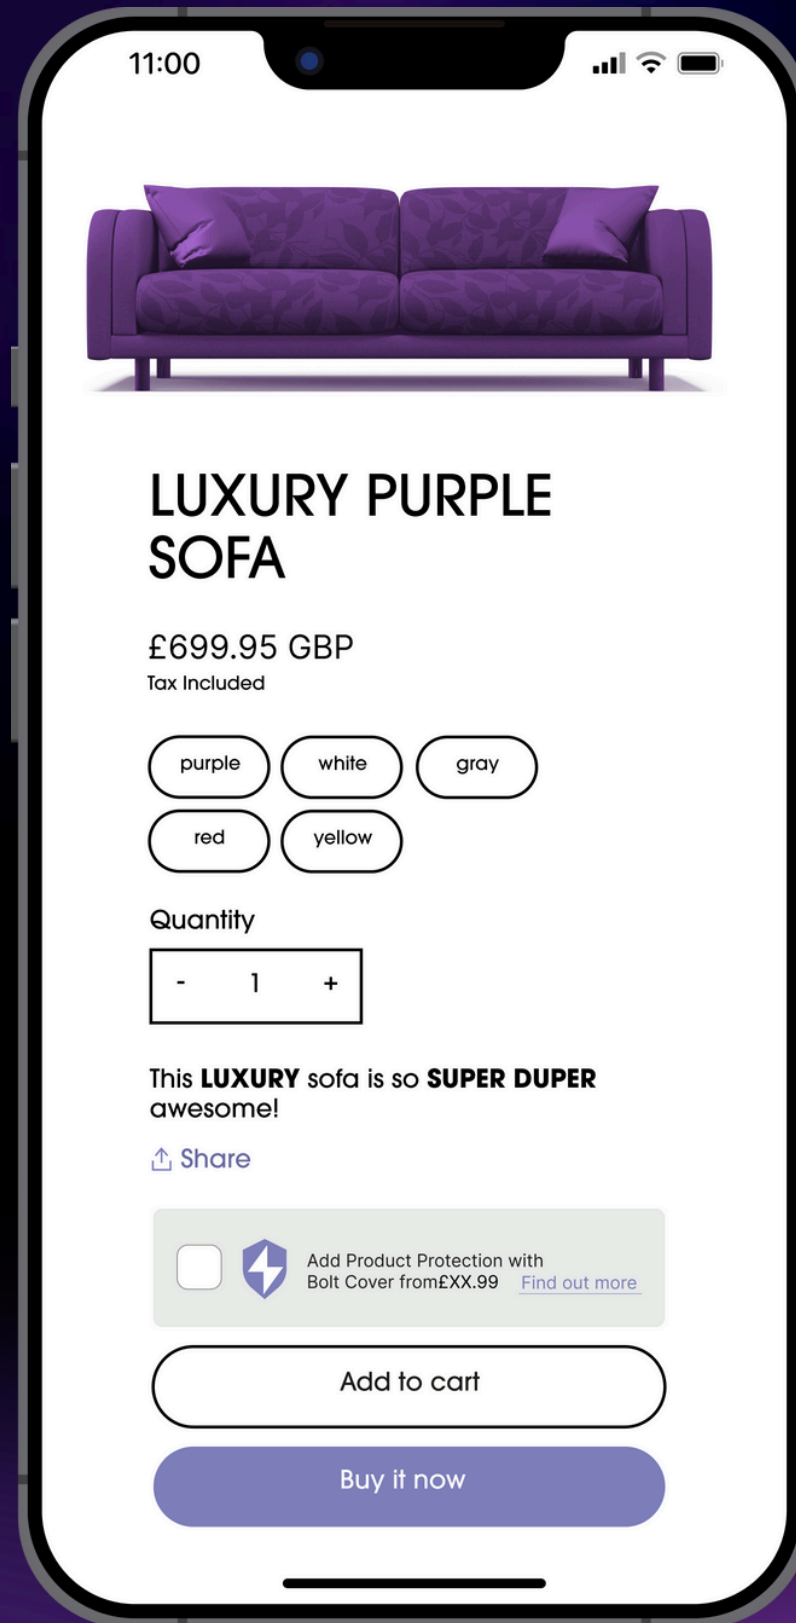 11:00
LUXURY PURPLE
SOFA
£699.95 GBP
Tax Included
purple white gray
red yellow
Quantity
- 1 +
This LUXURY sofa is so SUPER DUPER
awesome!
Share
Add Product Protection with
Bolt Cover from£XX.99 Find out more
Add to cart
Buy it now